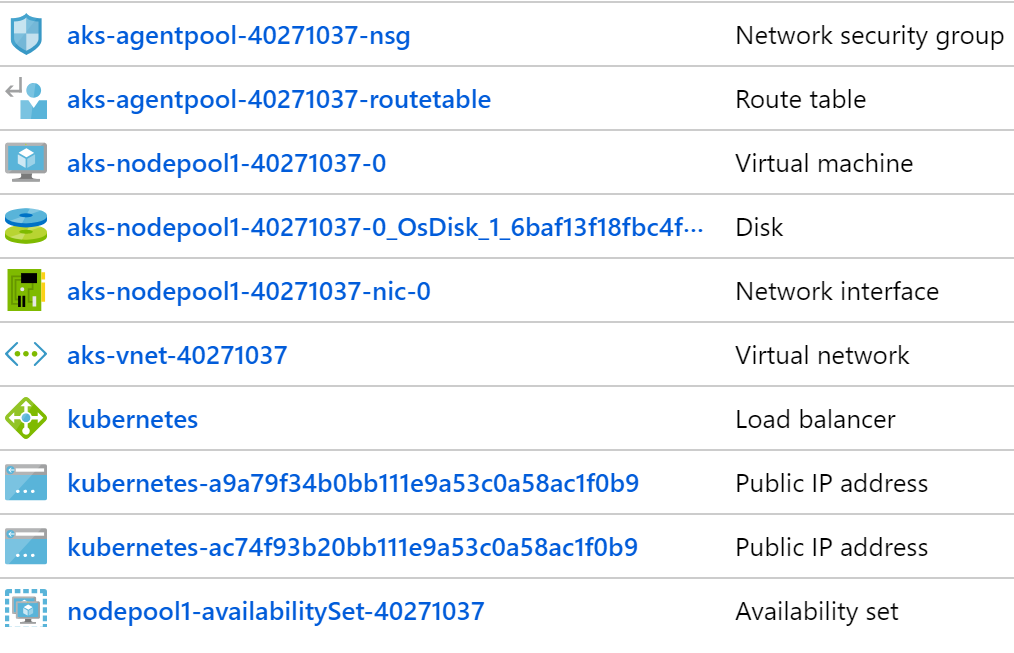 aks-agentpool-40271037-nsg Network security group
aks-agentpool-40271037-routetable Route table
aks-nodepool1-40271037-0 Virtual machine
aks-nodepool1-40271037-0_OsDisk_1_6baf13f18fbc4f··· Disk
aks-nodepool1-40271037-nic-0 Network interface
aks-vnet-40271037 Virtual network
kubernetes Load balancer
kubernetes-a9a79f34b0bb111e9a53c0a58ac1f0b9 Public IP address
kubernetes-ac74f93b20bb111e9a53c0a58ac1f0b9 Public IP address
nodepool1-availabilitySet-40271037 Availability set